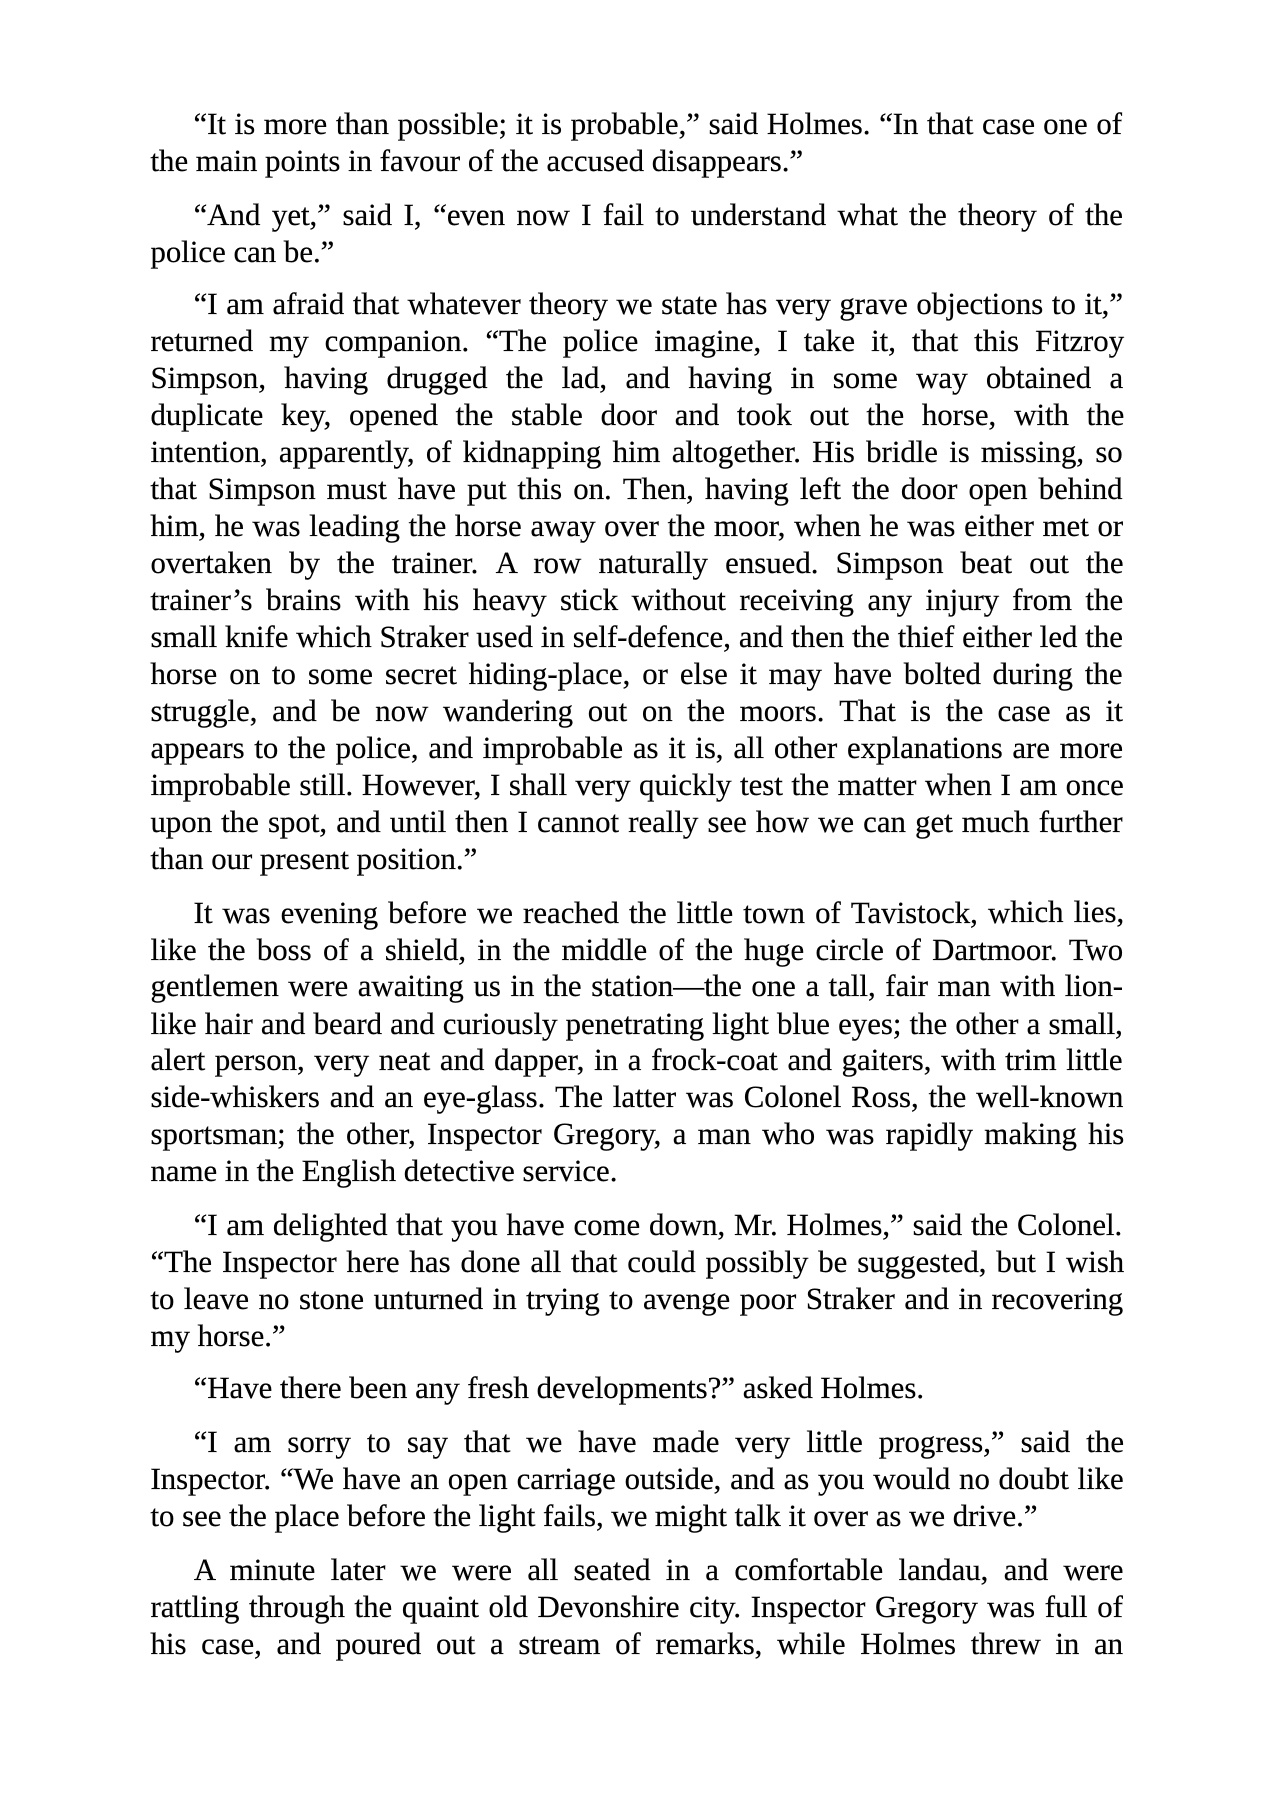 “It is more than possible; it is probable,” said Holmes. “In that case one of
the main points in favour of the accused disappears.”
“And yet,” said I, “even now I fail to understand what the theory of the
police can be.”
“I am afraid that whatever theory we state has very grave objections to it,”
returned my companion. “The police imagine, I take it, that this Fitzroy
Simpson, having drugged the lad, and having in some way obtained a
duplicate key, opened the stable door and took out the horse, with the
intention, apparently, of kidnapping him altogether. His bridle is missing, so
that Simpson must have put this on. Then, having left the door open behind
him, he was leading the horse away over the moor, when he was either met or
overtaken by the trainer. A row naturally ensued. Simpson beat out the
trainer’s brains with his heavy stick without receiving any injury from the
small knife which Straker used in self-defence, and then the thief either led the
horse on to some secret hiding-place, or else it may have bolted during the
struggle, and be now wandering out on the moors. That is the case as it
appears to the police, and improbable as it is, all other explanations are more
improbable still. However, I shall very quickly test the matter when I am once
upon the spot, and until then I cannot really see how we can get much further
than our present position.”
It was evening before we reached the little town of Tavistock, which lies,
like the boss of a shield, in the middle of the huge circle of Dartmoor. Two
gentlemen were awaiting us in the station—the one a tall, fair man with lion-
like hair and beard and curiously penetrating light blue eyes; the other a small,
alert person, very neat and dapper, in a frock-coat and gaiters, with trim little
side-whiskers and an eye-glass. The latter was Colonel Ross, the well-known
sportsman; the other, Inspector Gregory, a man who was rapidly making his
name in the English detective service.
“I am delighted that you have come down, Mr. Holmes,” said the Colonel.
“The Inspector here has done all that could possibly be suggested, but I wish
to leave no stone unturned in trying to avenge poor Straker and in recovering
my horse.”
“Have there been any fresh developments?” asked Holmes.
“I am sorry to say that we have made very little progress,” said the
Inspector. “We have an open carriage outside, and as you would no doubt like
to see the place before the light fails, we might talk it over as we drive.”
A minute later we were all seated in a comfortable landau, and were
rattling through the quaint old Devonshire city. Inspector Gregory was full of
his case, and poured out a stream of remarks, while Holmes threw in an